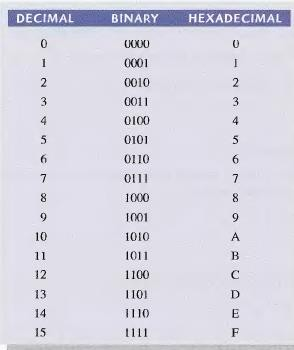 DECIMAL BINARY HEXADECIMAL
0 0000 0
1 0001 1
2 0010 2
3 0011 3
4 0100 4
5 0101 5
6 0110 6
7 0111 7
8 1000 8
9 1001 9
10 1010 A
11 1011 B
12 1100 C
13 1101 D
14 1110 E
15 1111 F